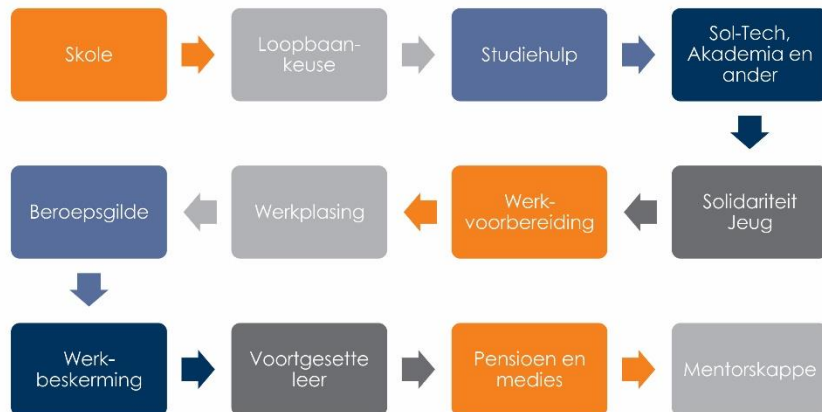 Skole
Loopbaan-
keuse
Studiehulp
Sol-Tech,
Akademia en
ander
Solidariteit
Jeug
Werk-
voorbereiding
Werkplasing
Beroepsgilde
Werk-
beskerming
Voortgesette
leer
Pensioen en
medies
Mentorskappe